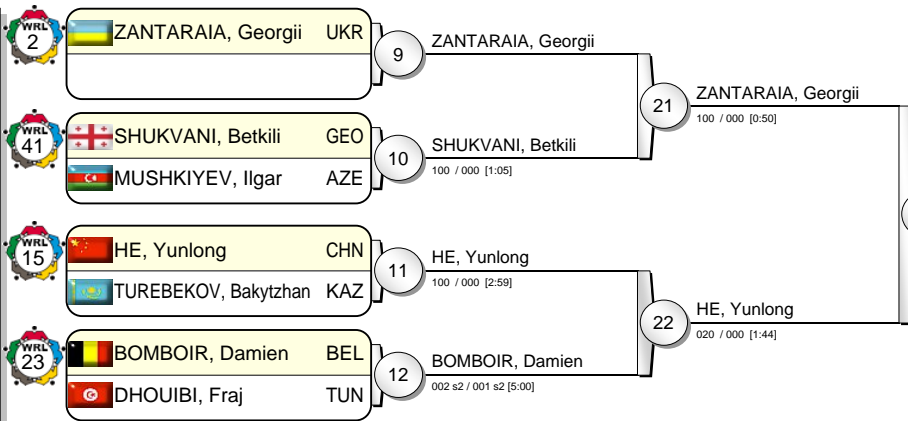 WRL
2
ZANTARAIA, Georgii UKR
9
ZANTARAIA, Georgii
21
ZANTARAIA, Georgii
100 / 000 [0:50]
WRL
41
SHUKVANI, Betkili GEO
MUSHKIYEV, Ilgar AZE
10
SHUKVANI, Betkili
100 / 000 [1:05]
WRL
15
HE, Yunlong CHN
TUREBEKOV, Bakytzhan KAZ
11
HE, Yunlong
100 / 000 [2:59]
22
HE, Yunlong
020 / 000 [1:44]
WRL
23
BOMBOIR, Damien BEL
DHOUIBI, Fraj TUN
12
BOMBOIR, Damien
002 s2 / 001 s2 [5:00]